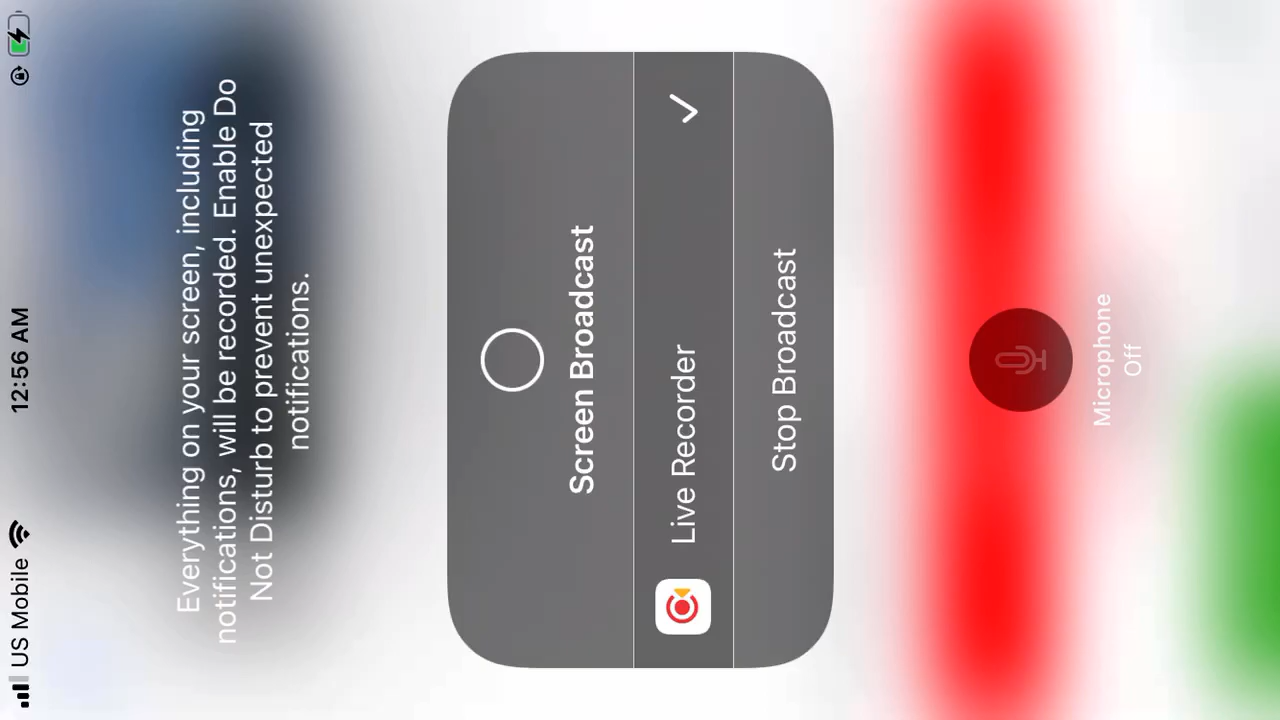 US Mobile 12:56 AM
Everything on your screen, including
notifications, will be recorded. Enable Do
Not Disturb to prevent unexpected
notifications.
Screen Broadcast
Live Recorder
Stop Broadcast
Microphone
Off